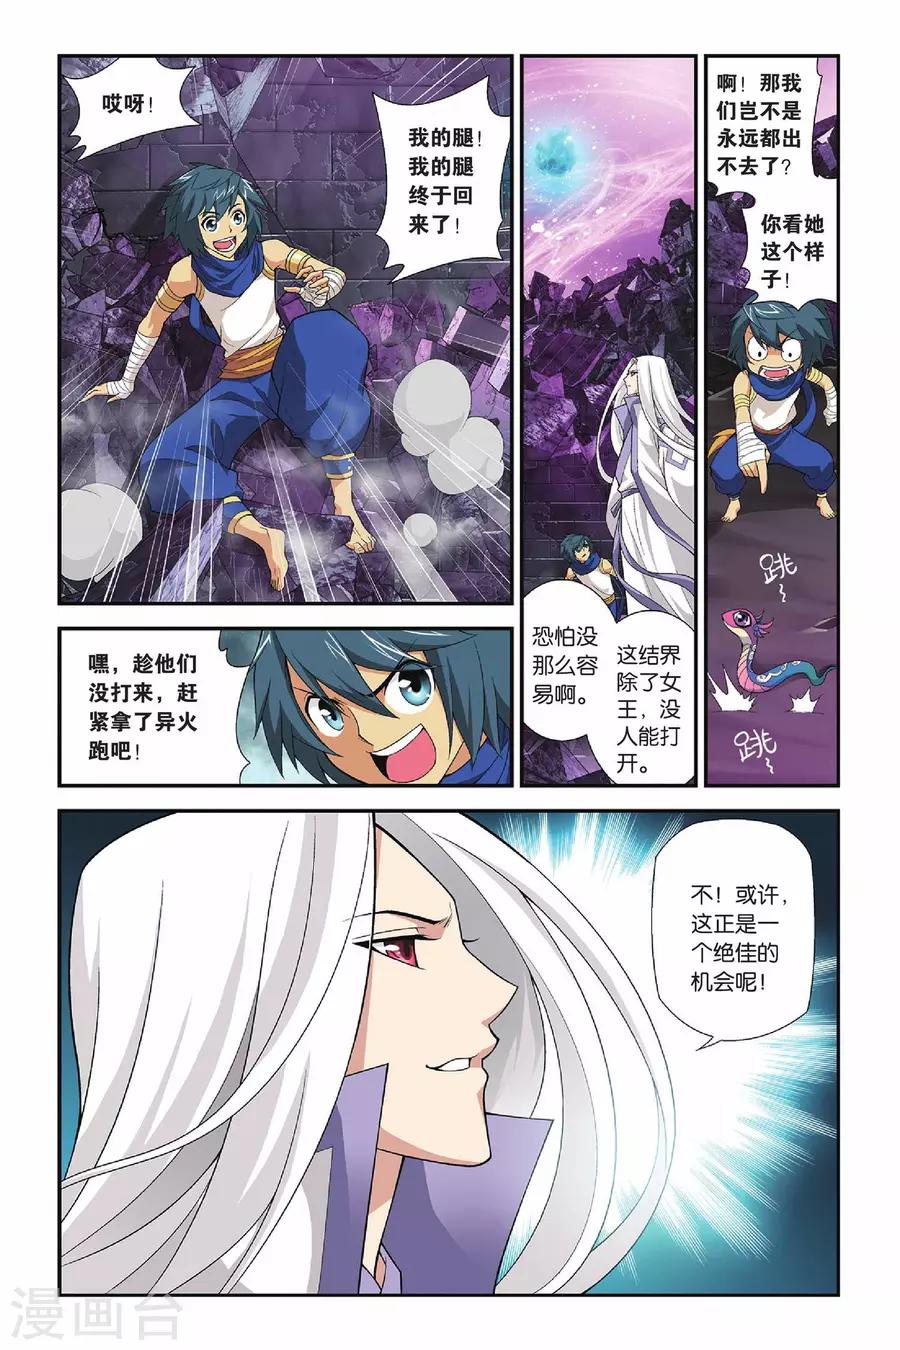 哎呀！
我的腿！
我的腿
终于回
来了！
嘿，趁他们
没打来，赶
紧拿了异火
跑吧！
恐怕没
那么容
易啊。
这结界
除了女
王，没
人能打
开。
啊！那我
们岂不是
永远都出
不去了？
你看她
这个样
子！
跳
跳
不！或许，
这正是一
个绝佳的
机会呢！
漫画台